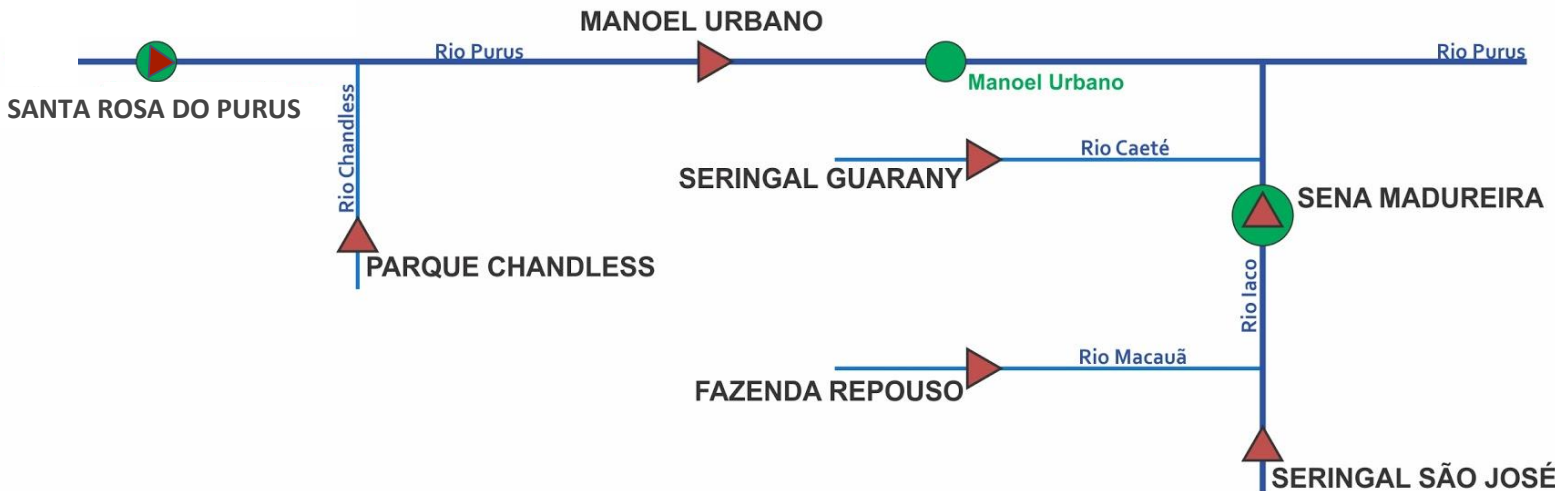 MANOEL URBANO
Rio Purus
Rio Purus
SANTA ROSA DO PURUS
Manoel Urbano
Rio Chandless
SERINGAL GUARANY
Rio Caeté
SENA MADUREIRA
PARQUE CHANDLESS
Rio Iaco
FAZENDA REPOUSO
Rio Macauã
SERINGAL SÃO JOSÉ